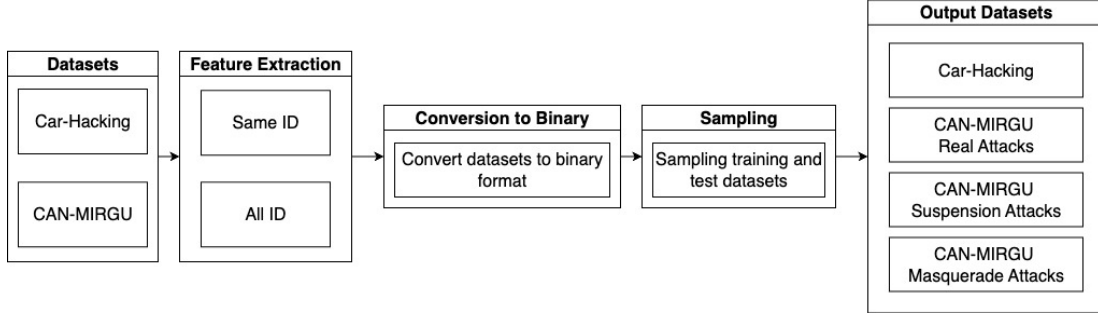 Datasets
Car-Hacking
CAN-MIRGU
Feature Extraction
Same ID
All ID
Conversion to Binary
Convert datasets to binary
format
Sampling
Sampling training and
test datasets
Output Datasets
Car-Hacking
CAN-MIRGU
Real Attacks
CAN-MIRGU
Suspension Attacks
CAN-MIRGU
Masquerade Attacks